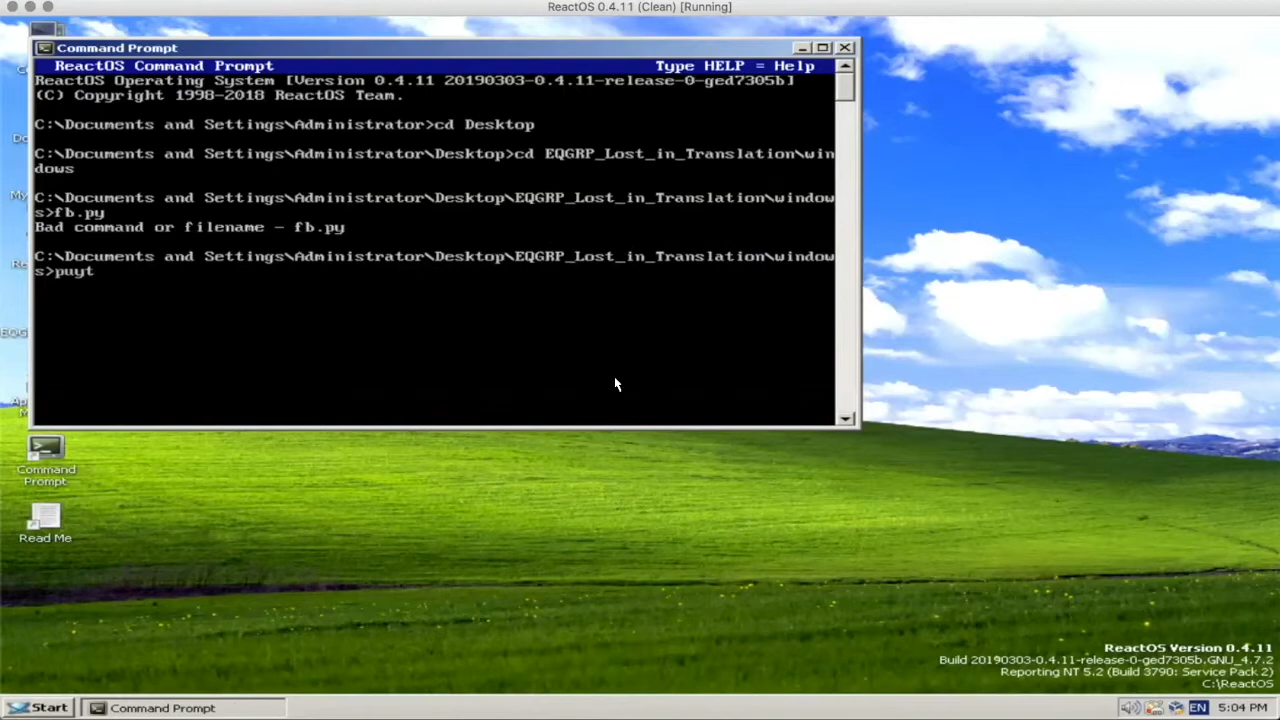 ReactOS 0.4.11 (Clean) [Running]
Command Prompt
ReactOS Command Prompt Type HELP = Help
ReactOS Operating System [Version 0.4.11 20190303-0.4.11-release-0-ged7305b]
(C) Copyright 1998-2018 ReactOS Team.
C:\Documents and Settings\Administrator>cd Desktop
C:\Documents and Settings\Administrator\Desktop>cd EQGRP_Lost_in_Translation\win
dows
C:\Documents and Settings\Administrator\Desktop\EQGRP_Lost_in_Translation\window
s>fb.py
Bad command or filename - fb.py
C:\Documents and Settings\Administrator\Desktop\EQGRP_Lost_in_Translation\window
s>puyt
Command
Prompt
Read Me
ReactOS Version 0.4.11
Build 20190303-0.4.11-release-0-ged7305b.GNU_4.7.2
Reporting NT 5.2 (Build 3790: Service Pack 2)
C:\ReactOS
Start
Command Prompt
EN
5:04 PM